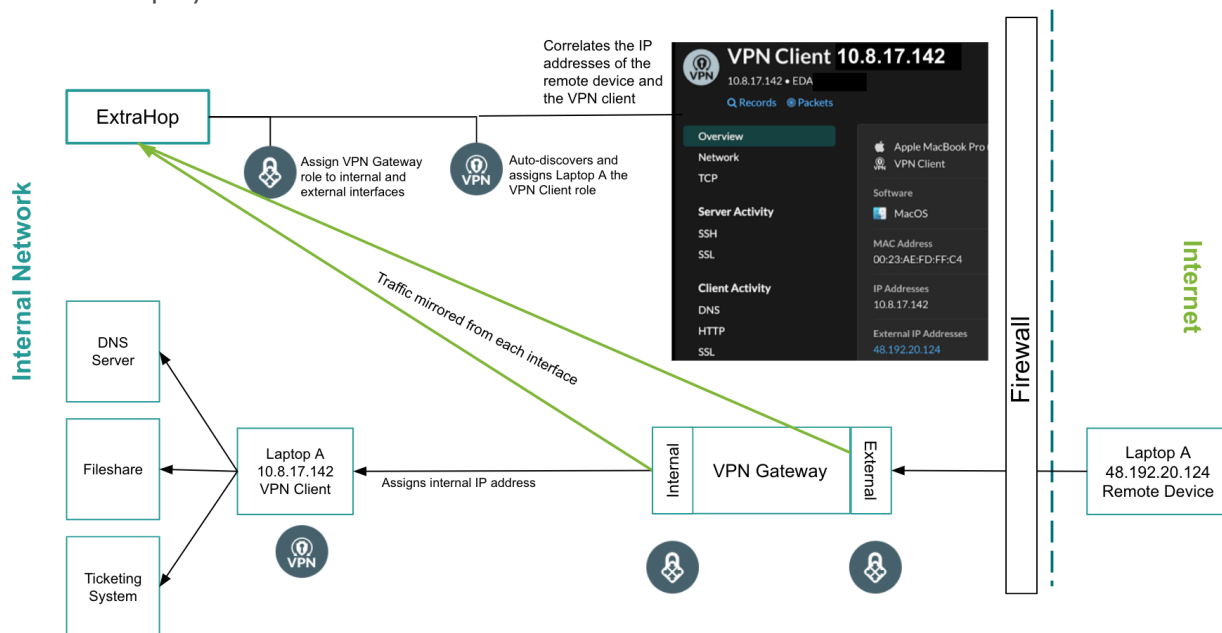 ExtraHop
Assign VPN Gateway
role to internal and
external interfaces
VPN
Auto-discovers and
assigns Laptop A the
VPN Client role
Correlates the IP
addresses of the
remote device and
the VPN client
VPN
VPN Client 10.8.17.142
10.8.17.142 • EDA
Records Packets
Overview
Network
TCP
Server Activity
SSH
SSL
Client Activity
DNS
HTTP
SSL
Apple MacBook Pro
VPN Client
Software
MacOS
MAC Address
00:23:AE:FD:FF:C4
IP Addresses
10.8.17.142
External IP Addresses
48.192.20.124
Internal Network
Traffic mirrored from each interface
Firewall
Internet
DNS
Server
Fileshare
Ticketing
System
Laptop A
10.8.17.142
VPN Client
VPN
Assigns internal IP address
Internal
VPN Gateway
External
Laptop A
48.192.20.124
Remote Device